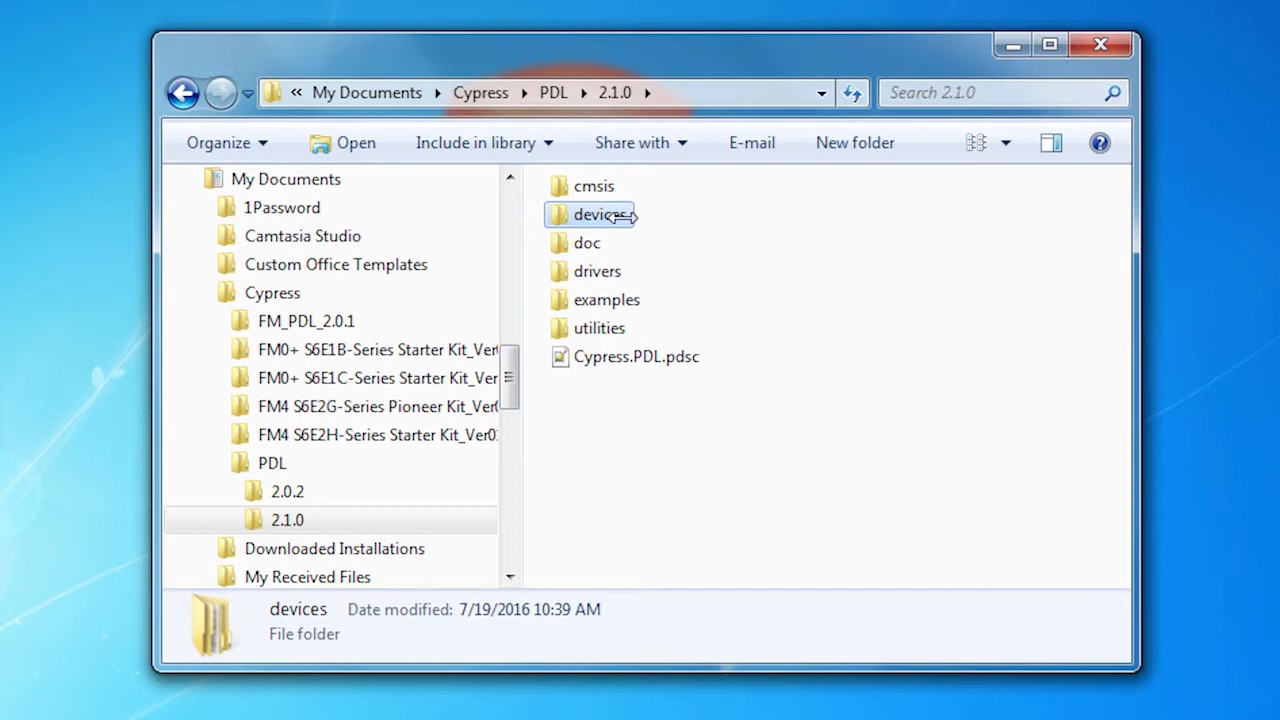 « My Documents ▸ Cypress ▸ PDL ▸ 2.1.0 ▸
Search 2.1.0
Organize Open Include in library Share with E-mail New folder
My Documents
1Password
Camtasia Studio
Custom Office Templates
Cypress
FM_PDL_2.0.1
FM0+ S6E1B-Series Starter Kit_Ver
FM0+ S6E1C-Series Starter Kit_Ver
FM4 S6E2G-Series Pioneer Kit_Ver
FM4 S6E2H-Series Starter Kit_Ver0
PDL
2.0.2
2.1.0
Downloaded Installations
My Received Files
cmsis
devices
doc
drivers
examples
utilities
Cypress.PDL.pdsc
devices Date modified: 7/19/2016 10:39 AM
File folder